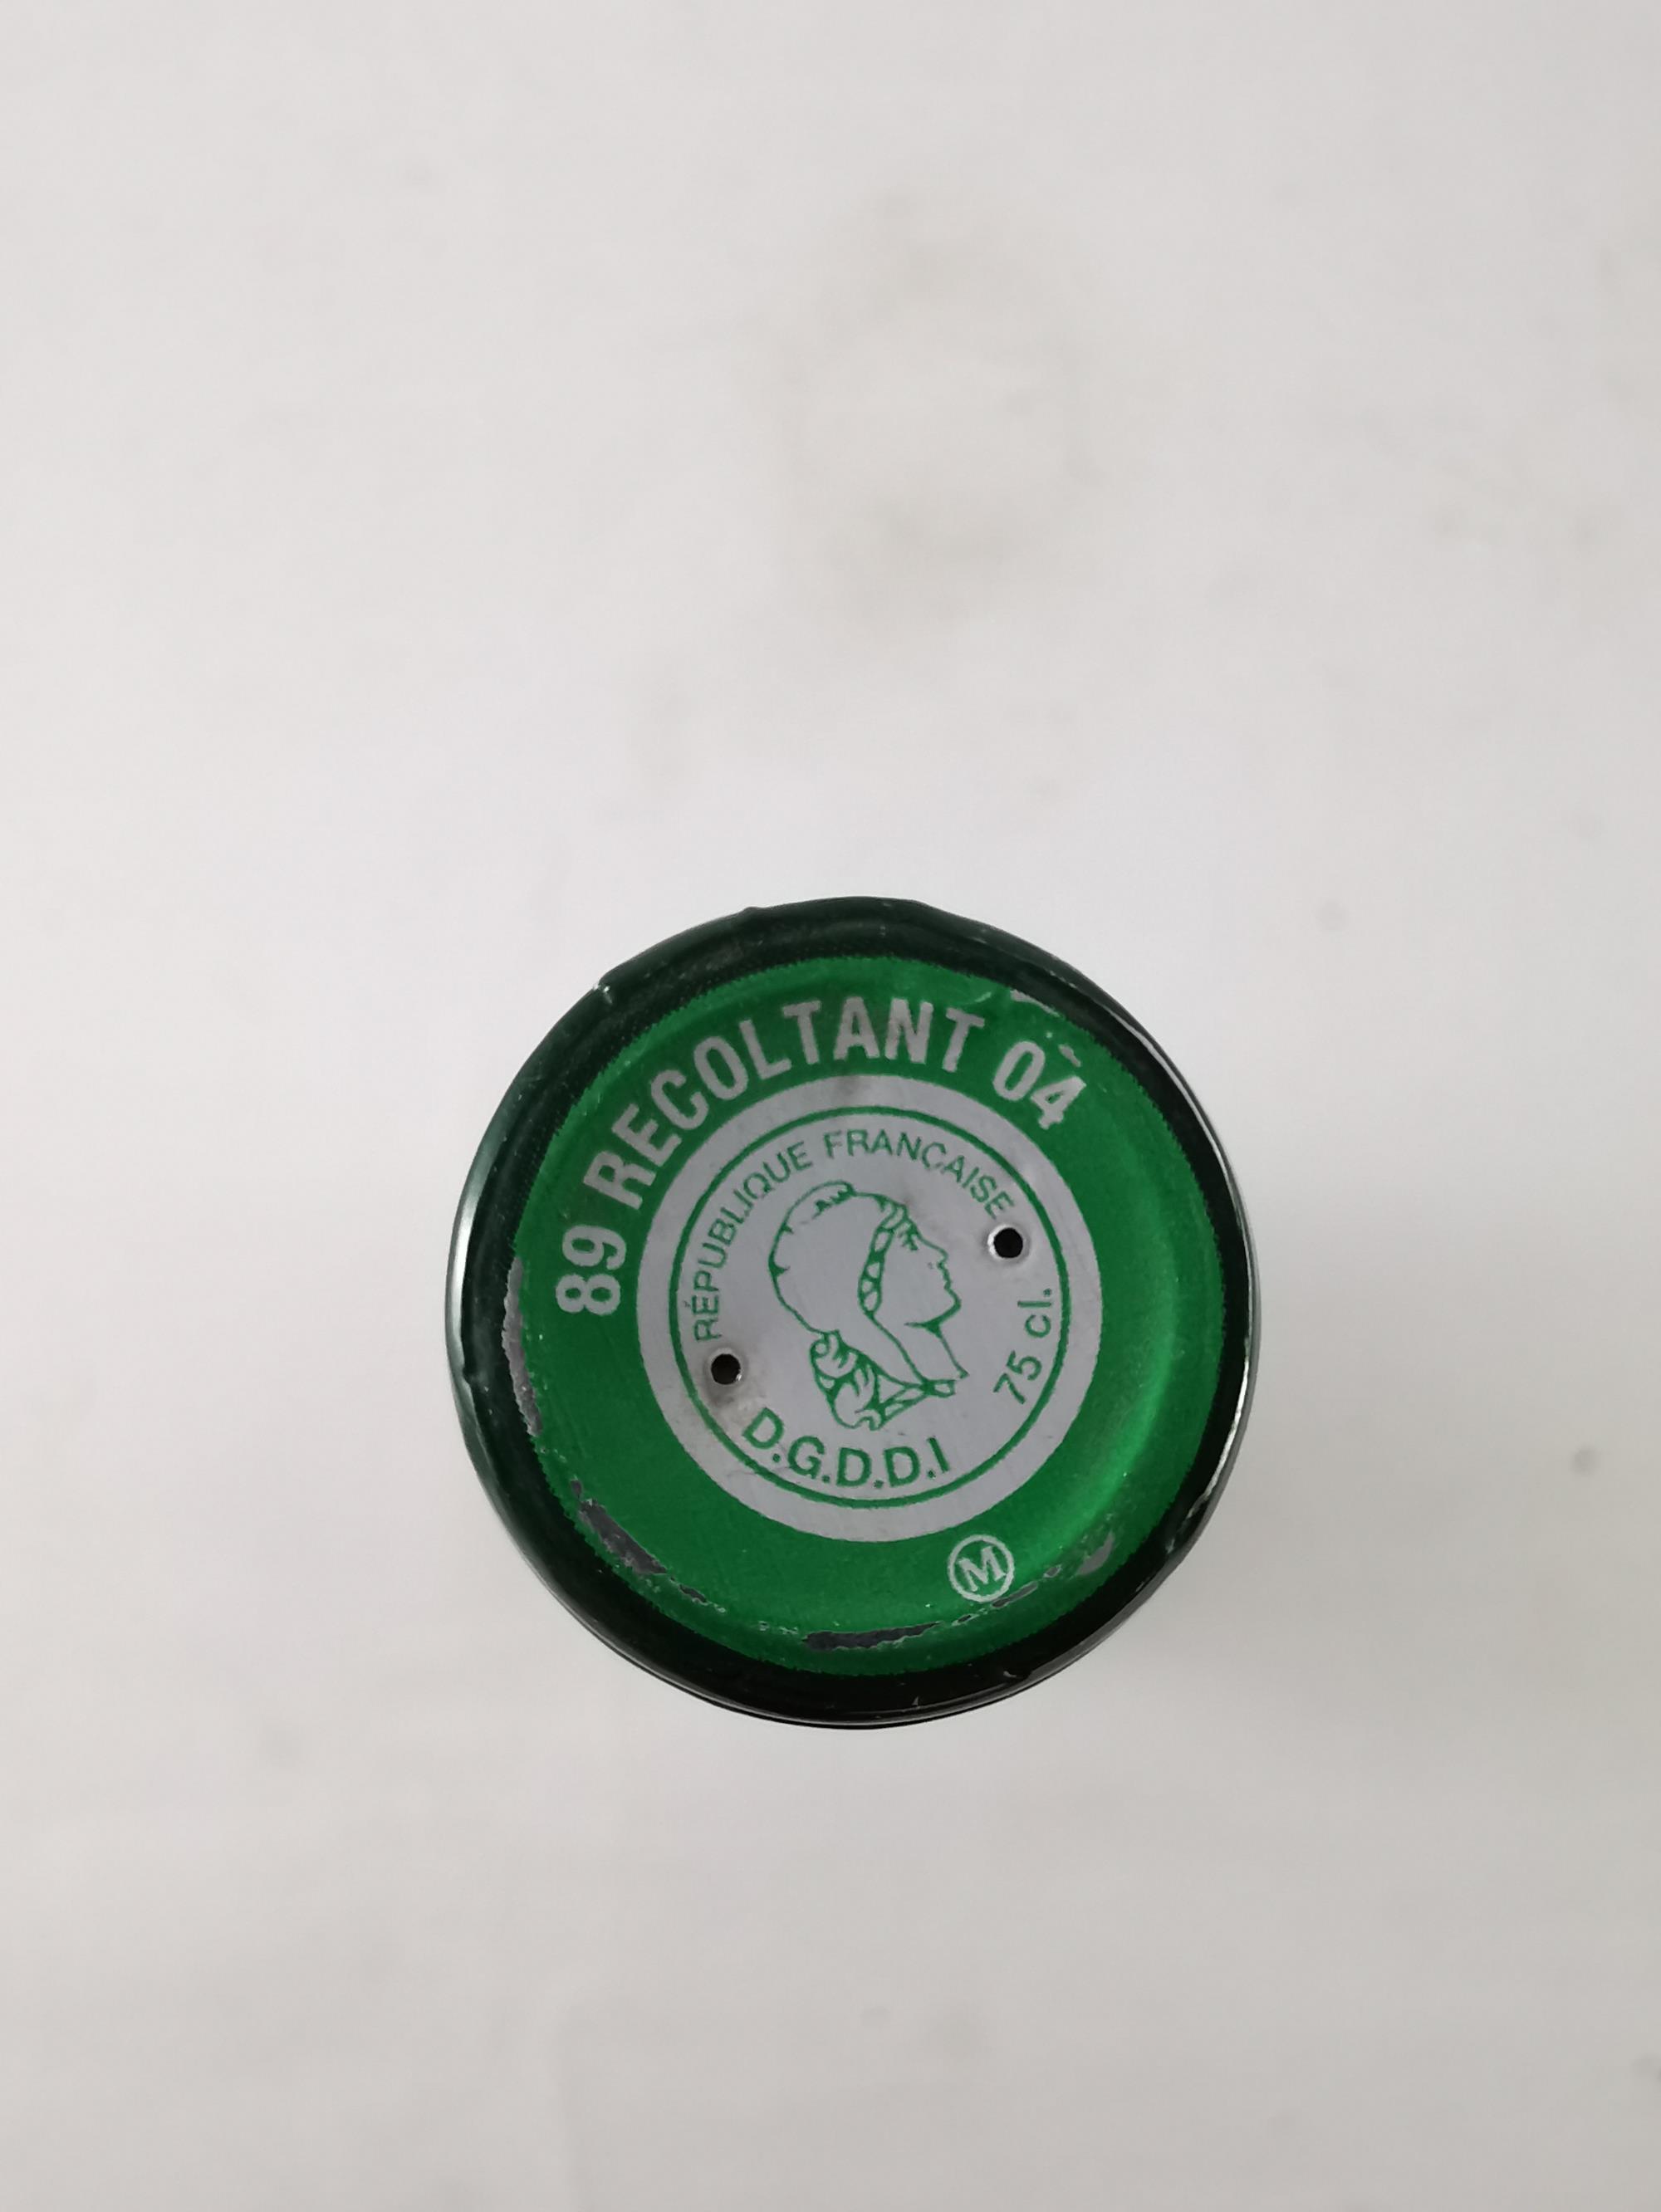 89 RECOLTANT 04
RÉPUBLIQUE FRANÇAISE
75 cl.
D.G.D.D.I
M